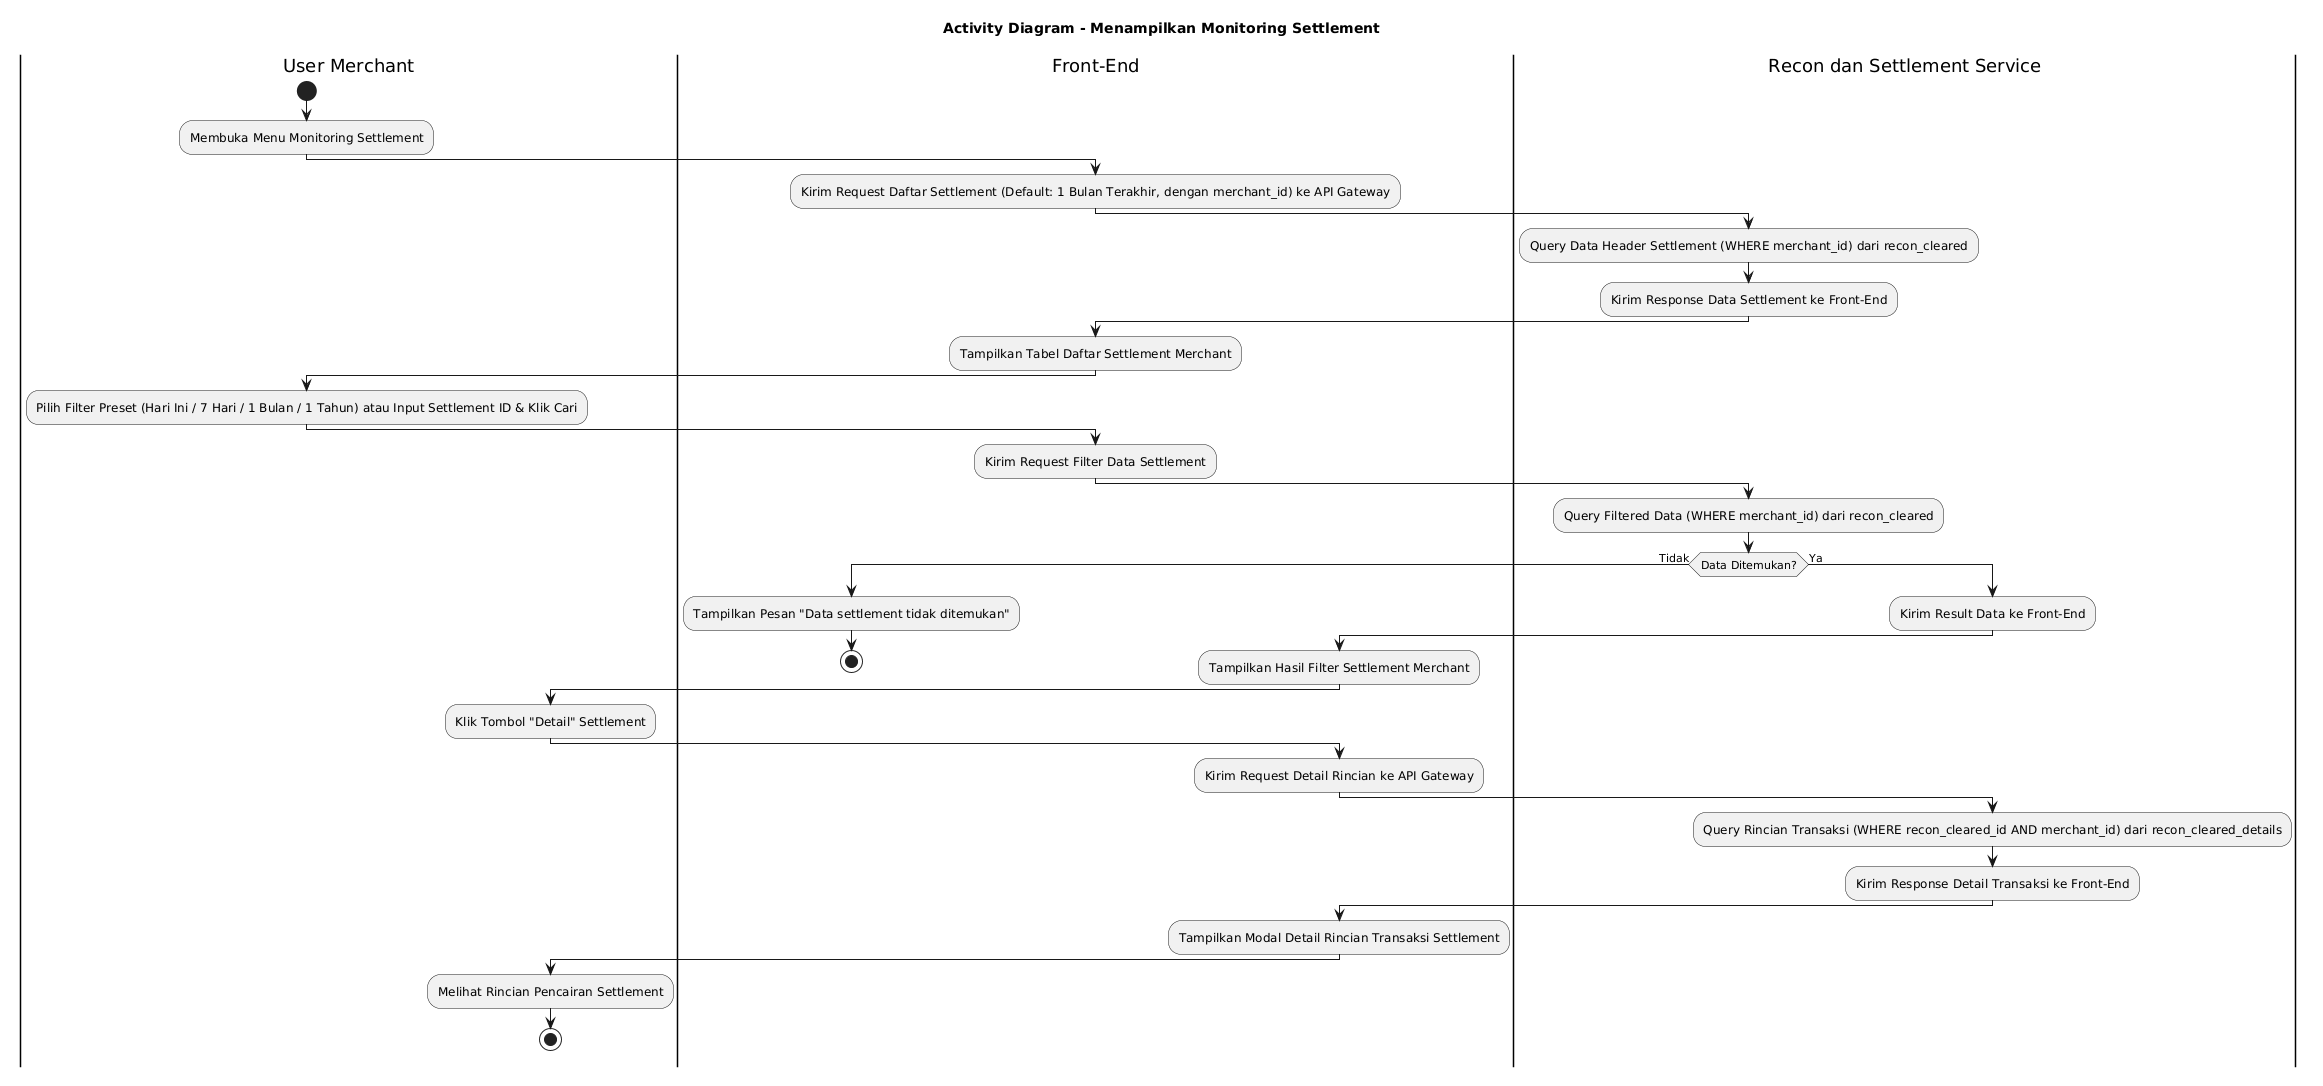 Activity Diagram - Menampilkan Monitoring Settlement
User Merchant
Front-End
Recon dan Settlement Service
Membuka Menu Monitoring Settlement
Kirim Request Daftar Settlement (Default: 1 Bulan Terakhir, dengan merchant_id) ke API Gateway
Query Data Header Settlement (WHERE merchant_id) dari recon_cleared
Kirim Response Data Settlement ke Front-End
Tampilkan Tabel Daftar Settlement Merchant
Pilih Filter Preset (Hari Ini / 7 Hari / 1 Bulan / 1 Tahun) atau Input Settlement ID & Klik Cari
Kirim Request Filter Data Settlement
Query Filtered Data (WHERE merchant_id) dari recon_cleared
Tidak
Data Ditemukan?
Ya
Tampilkan Pesan "Data settlement tidak ditemukan"
Kirim Result Data ke Front-End
Tampilkan Hasil Filter Settlement Merchant
Klik Tombol "Detail" Settlement
Kirim Request Detail Rincian ke API Gateway
Query Rincian Transaksi (WHERE recon_cleared_id AND merchant_id) dari recon_cleared_details
Kirim Response Detail Transaksi ke Front-End
Tampilkan Modal Detail Rincian Transaksi Settlement
Melihat Rincian Pencairan Settlement